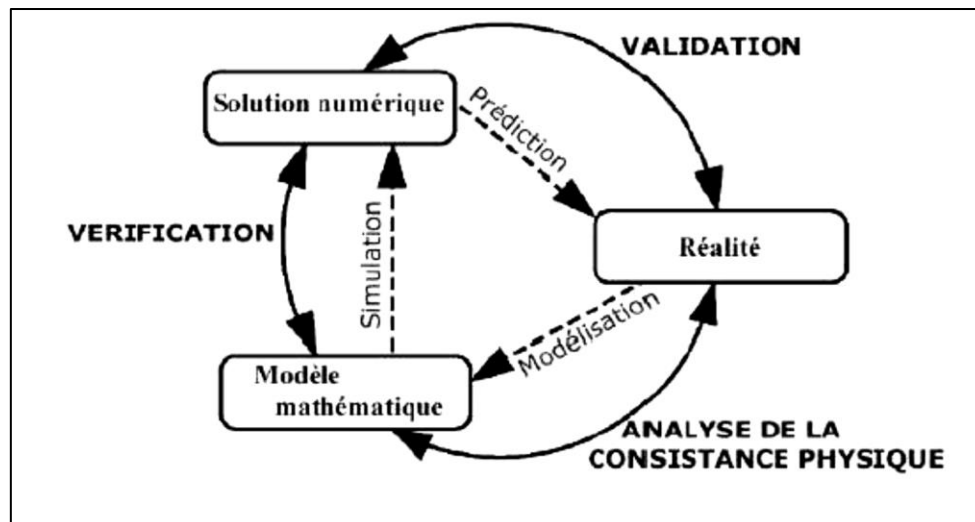 VALIDATION
Solution numérique
Prédiction
VERIFICATION
Simulation
Réalité
Modélisation
Modèle
mathématique
ANALYSE DE LA
CONSISTANCE PHYSIQUE